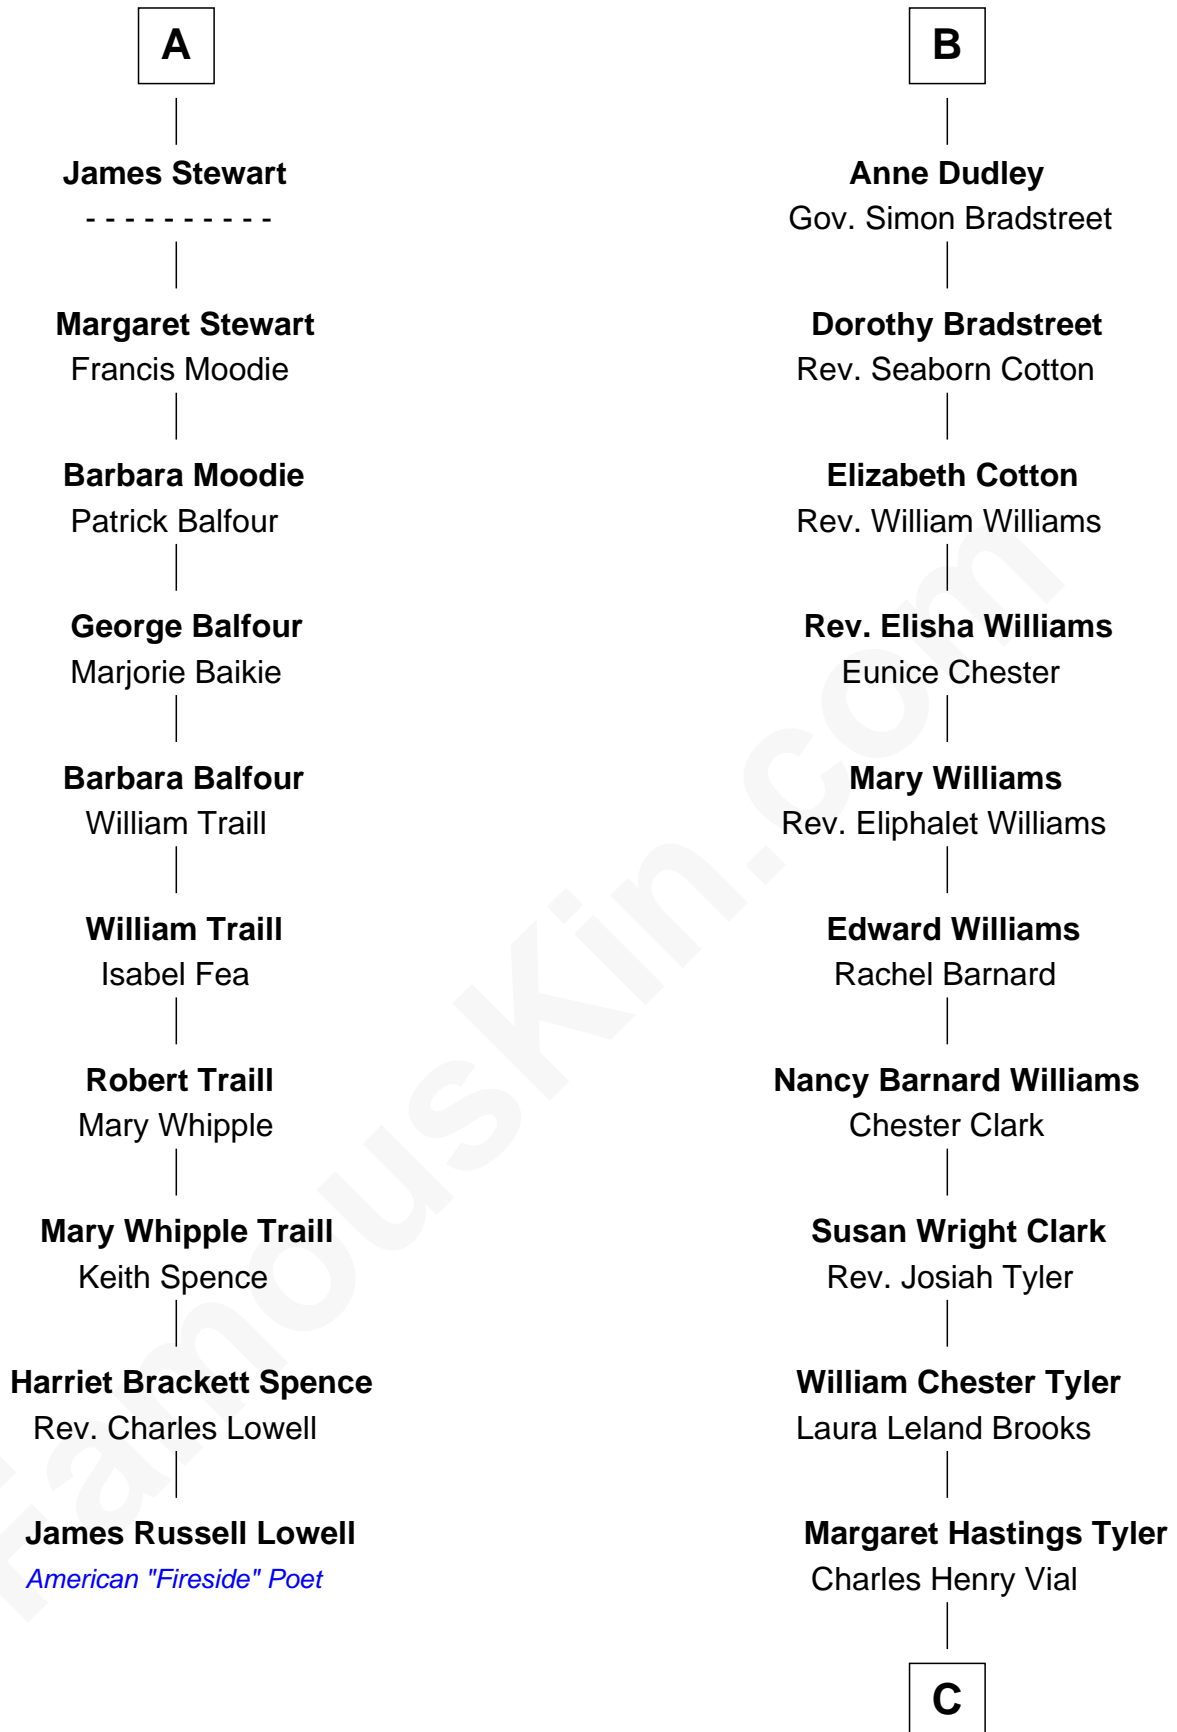 A
James Stewart
- - - - - - - - - -
Margaret Stewart
Francis Moodie
Barbara Moodie
Patrick Balfour
George Balfour
Marjorie Baikie
Barbara Balfour
William Traill
William Traill
Isabel Fea
Robert Traill
Mary Whipple
Mary Whipple Traill
Keith Spence
Harriet Brackett Spence
Rev. Charles Lowell
James Russell Lowell
American "Fireside" Poet
B
Anne Dudley
Gov. Simon Bradstreet
Dorothy Bradstreet
Rev. Seaborn Cotton
Elizabeth Cotton
Rev. William Williams
Rev. Elisha Williams
Eunice Chester
Mary Williams
Rev. Eliphalet Williams
Edward Williams
Rachel Barnard
Nancy Barnard Williams
Chester Clark
Susan Wright Clark
Rev. Josiah Tyler
William Chester Tyler
Laura Leland Brooks
Margaret Hastings Tyler
Charles Henry Vial
C
FamousKin.com